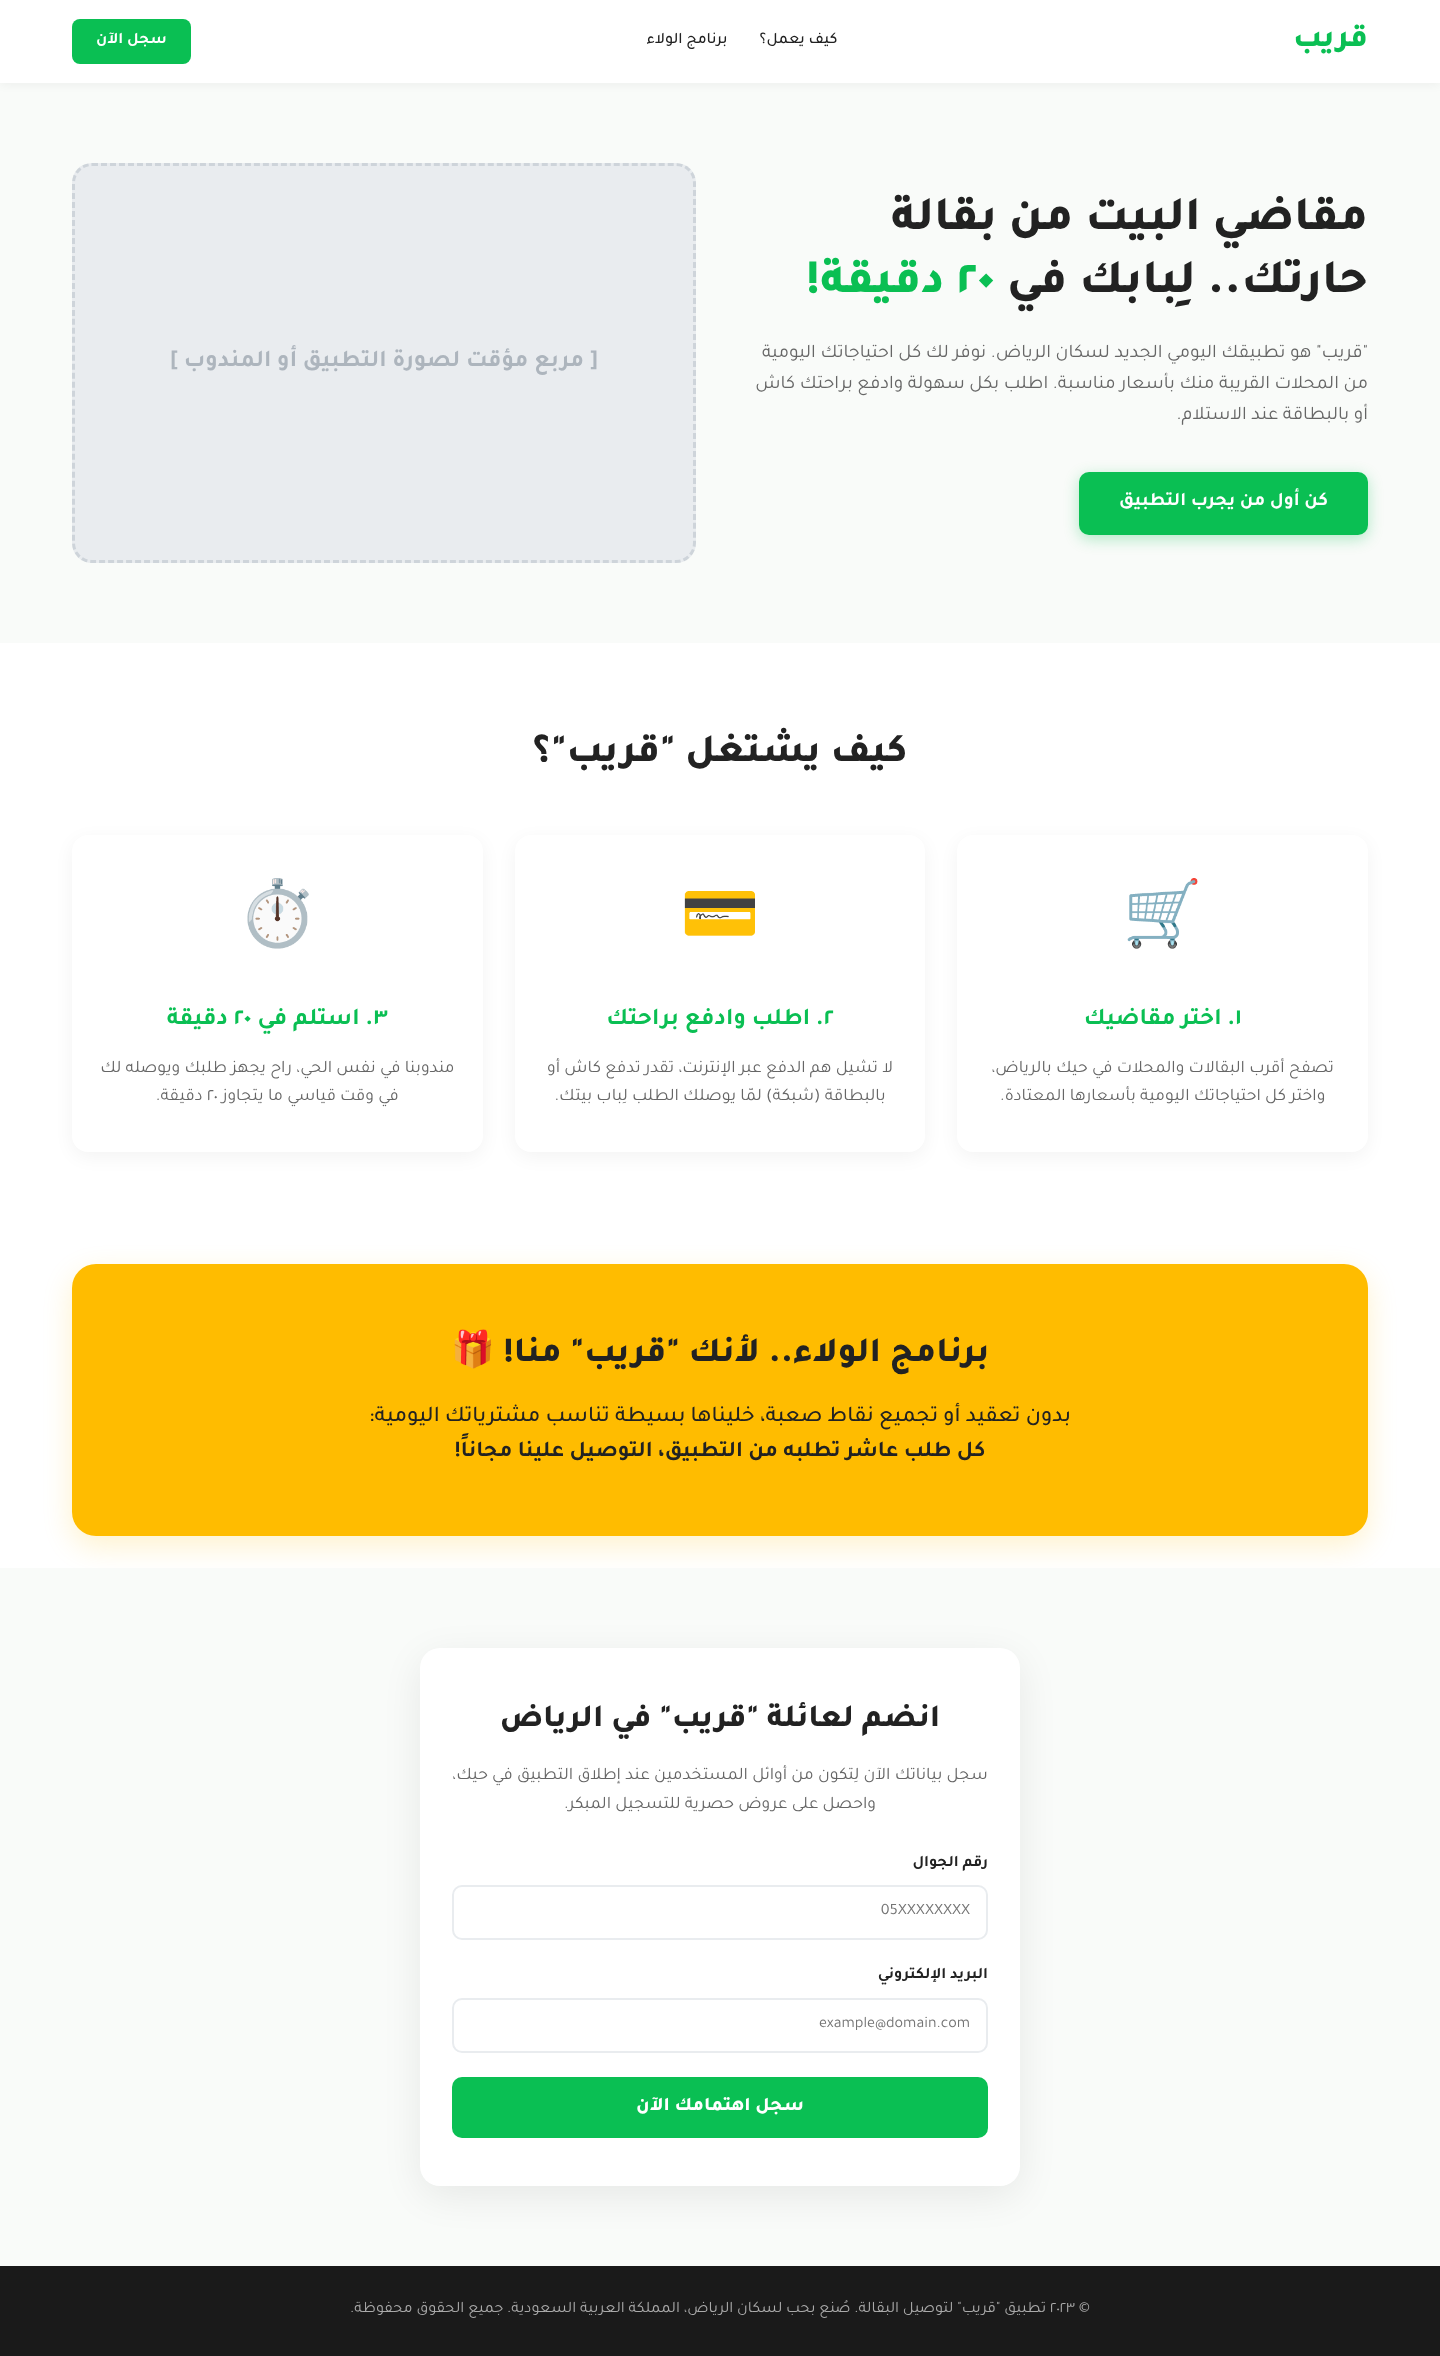 قريب
كيف يعمل؟
برنامج الولاء
سجل الآن
مقاضي البيت من بقالة
حارتك.. لِبابك في ٢٠ دقيقة!
"قريب" هو تطبيقك اليومي الجديد لسكان الرياض. نوفر لك كل احتياجاتك اليومية
من المحلات القريبة منك بأسعار مناسبة. اطلب بكل سهولة وادفع براحتك كاش
أو بالبطاقة عند الاستلام.
كن أول من يجرب التطبيق
[ مربع مؤقت لصورة التطبيق أو المندوب ]
كيف يشتغل "قريب"؟
١. اختر مقاضيك
تصفح أقرب البقالات والمحلات في حيك بالرياض،
واختر كل احتياجاتك اليومية بأسعارها المعتادة.
٢. اطلب وادفع براحتك
لا تشيل هم الدفع عبر الإنترنت، تقدر تدفع كاش أو
بالبطاقة (شبكة) لمّا يوصلك الطلب لِباب بيتك.
٣. استلم في ٢٠ دقيقة
مندوبنا في نفس الحي، راح يجهز طلبك ويوصله لك
في وقت قياسي ما يتجاوز ٢٠ دقيقة.
برنامج الولاء.. لأنك "قريب" منا! 🎁
بدون تعقيد أو تجميع نقاط صعبة، خليناها بسيطة تناسب مشترياتك اليومية:
كل طلب عاشر تطلبه من التطبيق، التوصيل علينا مجاناً!
انضم لعائلة "قريب" في الرياض
سجل بياناتك الآن لِتكون من أوائل المستخدمين عند إطلاق التطبيق في حيك،
واحصل على عروض حصرية للتسجيل المبكر.
رقم الجوال
05XXXXXXXX
البريد الإلكتروني
example@domain.com
سجل اهتمامك الآن
© ٢٠٢٣ تطبيق "قريب" لتوصيل البقالة. صُنع بحب لسكان الرياض، المملكة العربية السعودية. جميع الحقوق محفوظة.